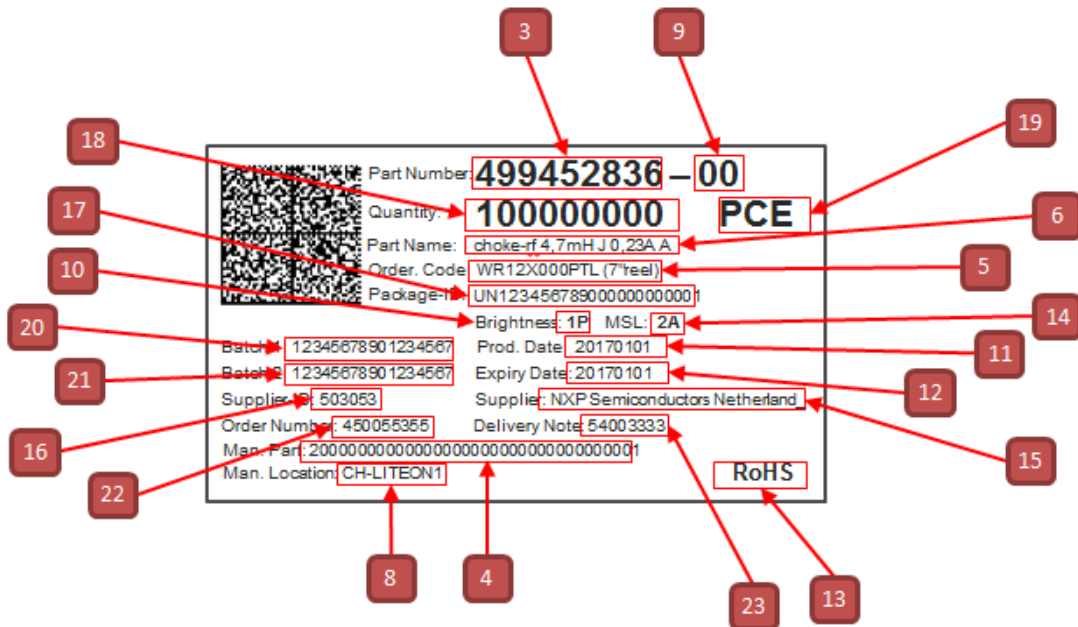 3 9
18 19
Part Number: 499452836 – 00
17 Quantity: 100000000 PCE
Part Name: choke-rf 4,7mH J 0,23A A 6
10 Order. Code: WR12X000PTL (7"reel) 5
Package-ID: UN12345678900000000001
20 Brightness: 1P MSL: 2A 14
Batch1: 12345678901234567 Prod. Date: 20170101 11
21 Batch2: 12345678901234567 Expiry Date: 20170101 12
Supplier-ID: 503053 Supplier: NXP Semiconductors Netherland_
16 Order Number: 450055355 Delivery Note: 54003333
Man. Part: 15
22 Man. Location: CH-LITEON1 RoHS
8 4 23 13